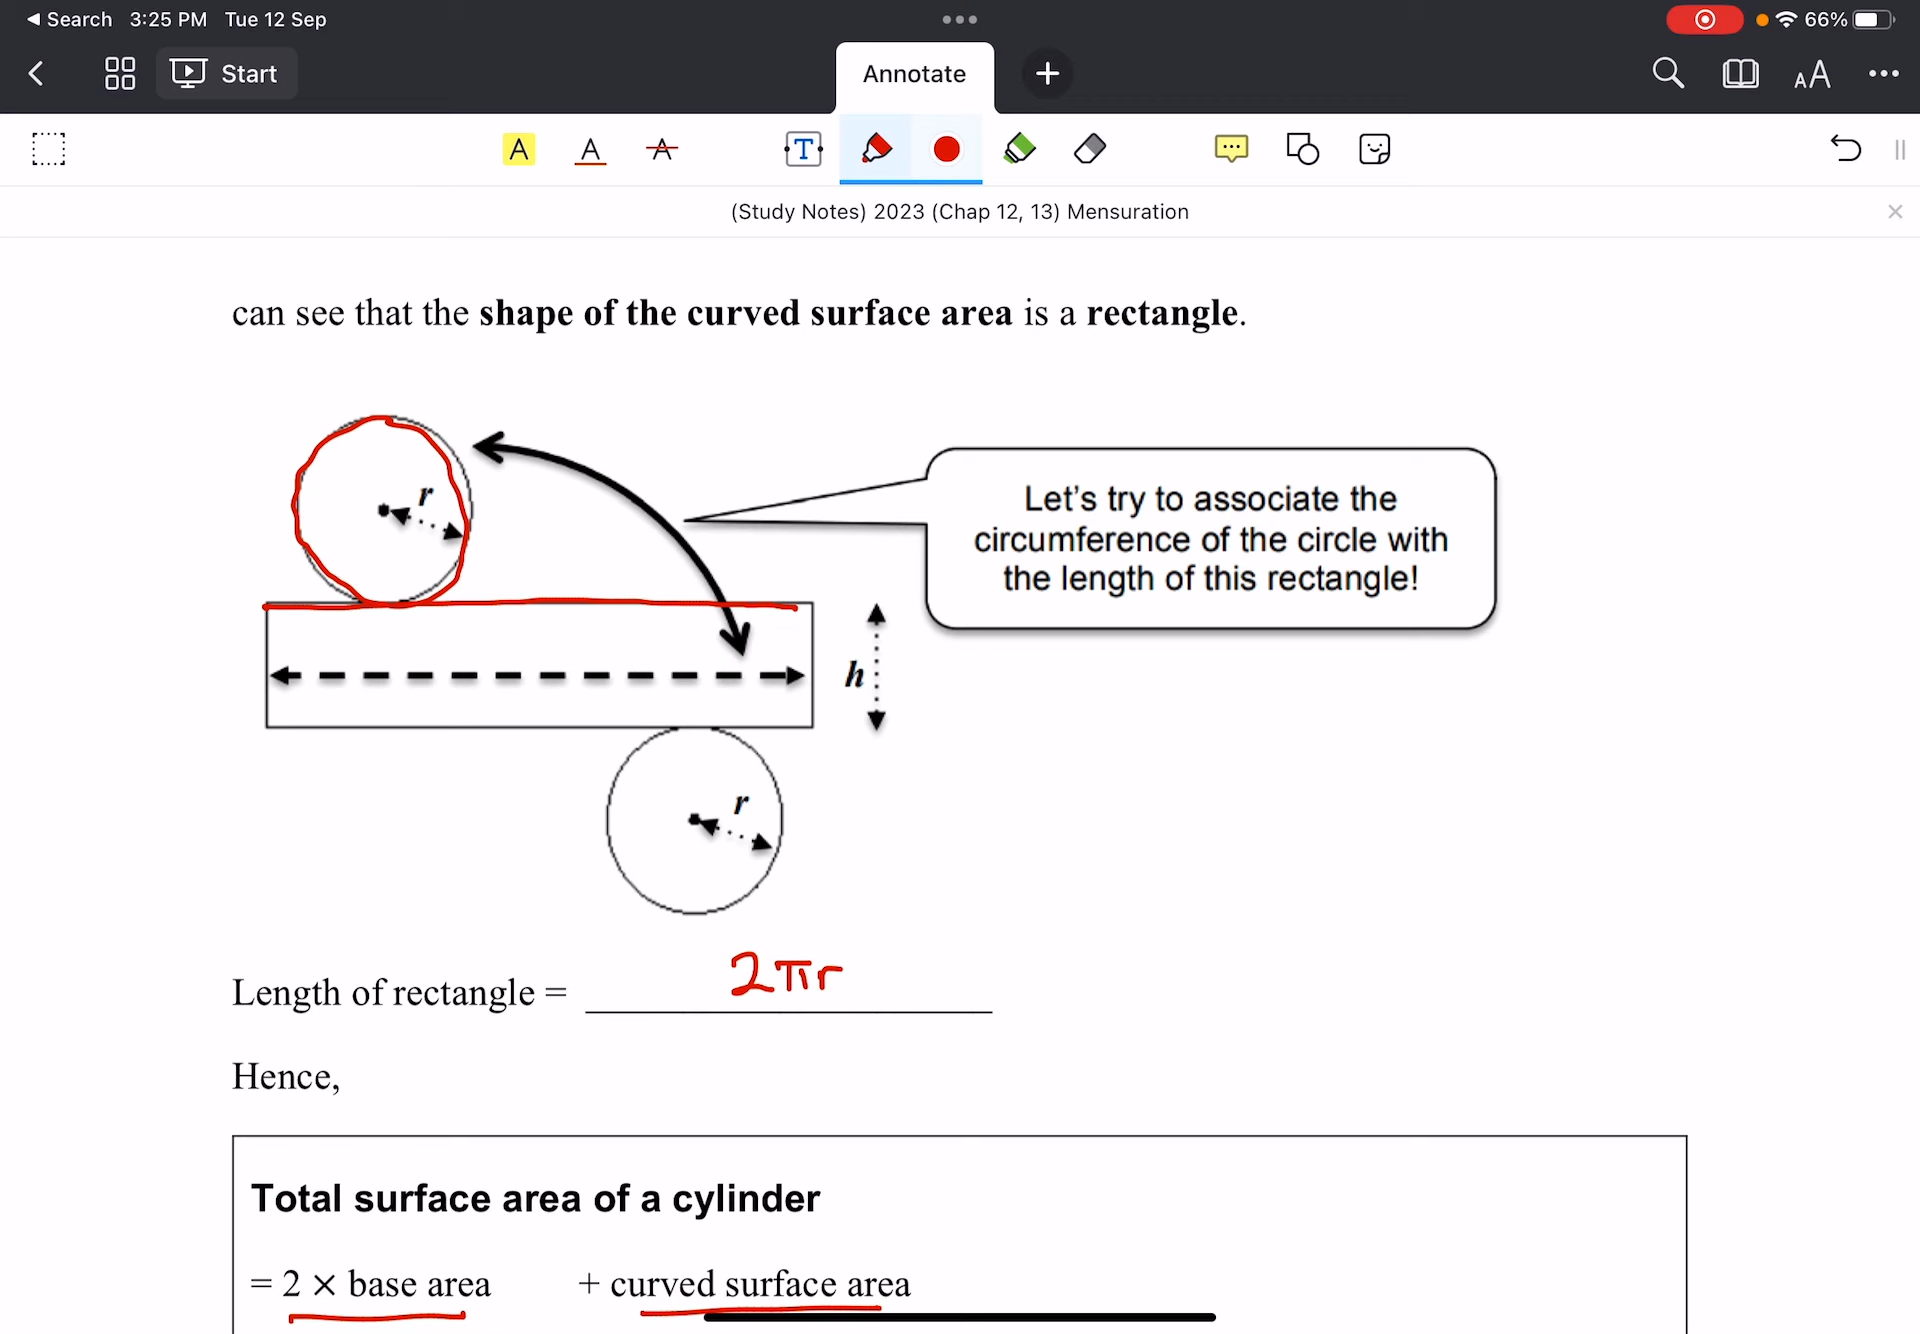 Search 3:25 PM Tue 12 Sep 66%
Start Annotate
A A A T
(Study Notes) 2023 (Chap 12, 13) Mensuration
can see that the shape of the curved surface area is a rectangle.
r
Let's try to associate the
circumference of the circle with
the length of this rectangle!
h
r
Length of rectangle = 2πr
Hence,
Total surface area of a cylinder
= 2 × base area + curved surface area